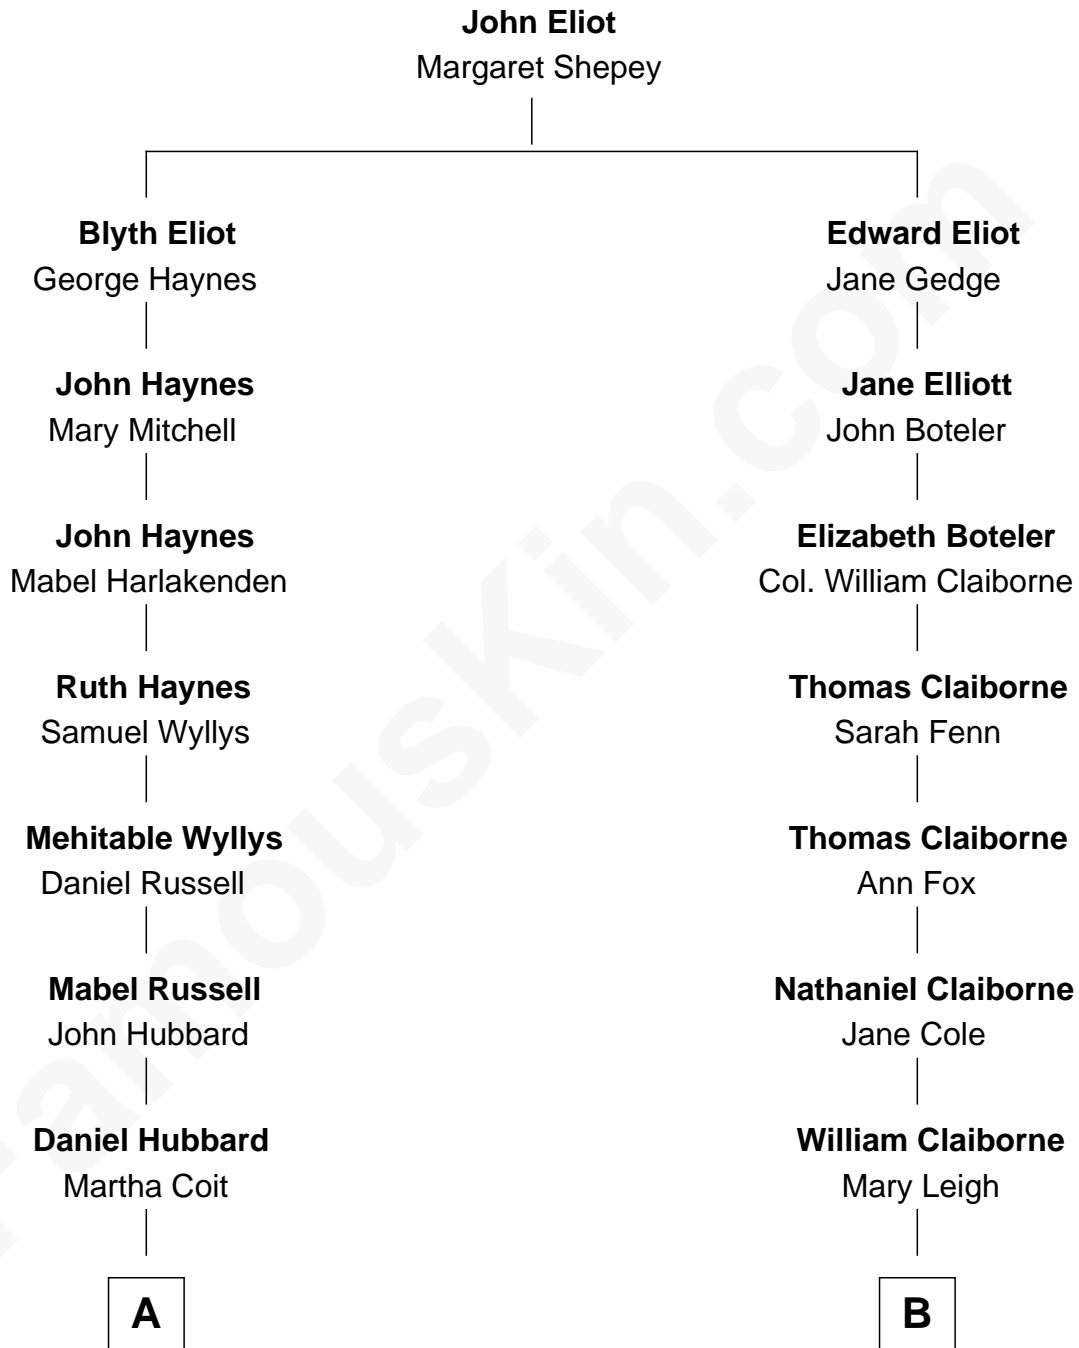 John Eliot
Margaret Shepey
Blyth Eliot
George Haynes
Edward Eliot
Jane Gedge
John Haynes
Mary Mitchell
Jane Elliott
John Boteler
John Haynes
Mabel Harlakenden
Elizabeth Boteler
Col. William Claiborne
Ruth Haynes
Samuel Wyllys
Thomas Claiborne
Sarah Fenn
Mehitable Wyllys
Daniel Russell
Thomas Claiborne
Ann Fox
Mabel Russell
John Hubbard
Nathaniel Claiborne
Jane Cole
Daniel Hubbard
Martha Coit
William Claiborne
Mary Leigh
A
B
FamousKin.com